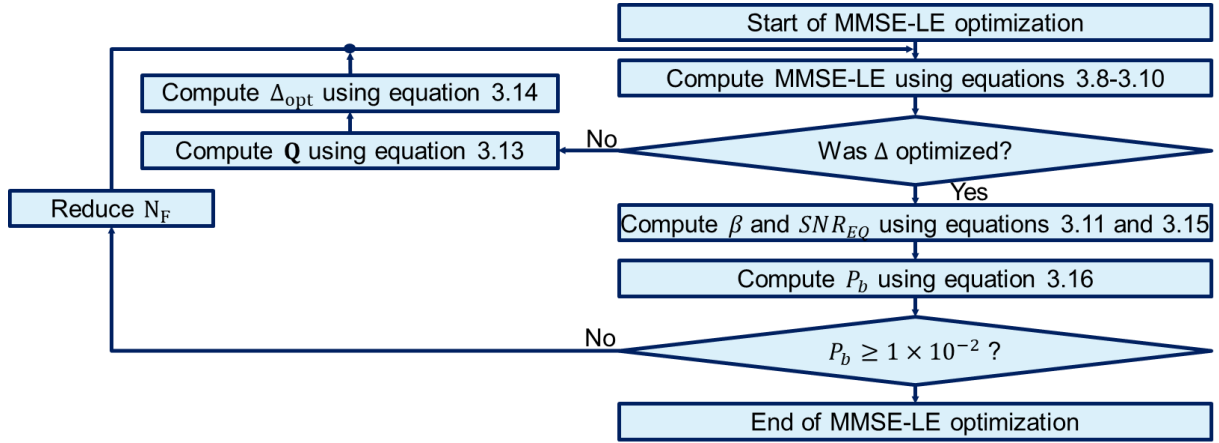 Start of MMSE-LE optimization
Compute MMSE-LE using equations 3.8-3.10
Compute Δopt using equation 3.14
Compute Q using equation 3.13
No
Was Δ optimized?
Yes
Reduce NF
Compute β and SNREQ using equations 3.11 and 3.15
Compute Pb using equation 3.16
No
Pb ≥ 1 × 10−2 ?
End of MMSE-LE optimization